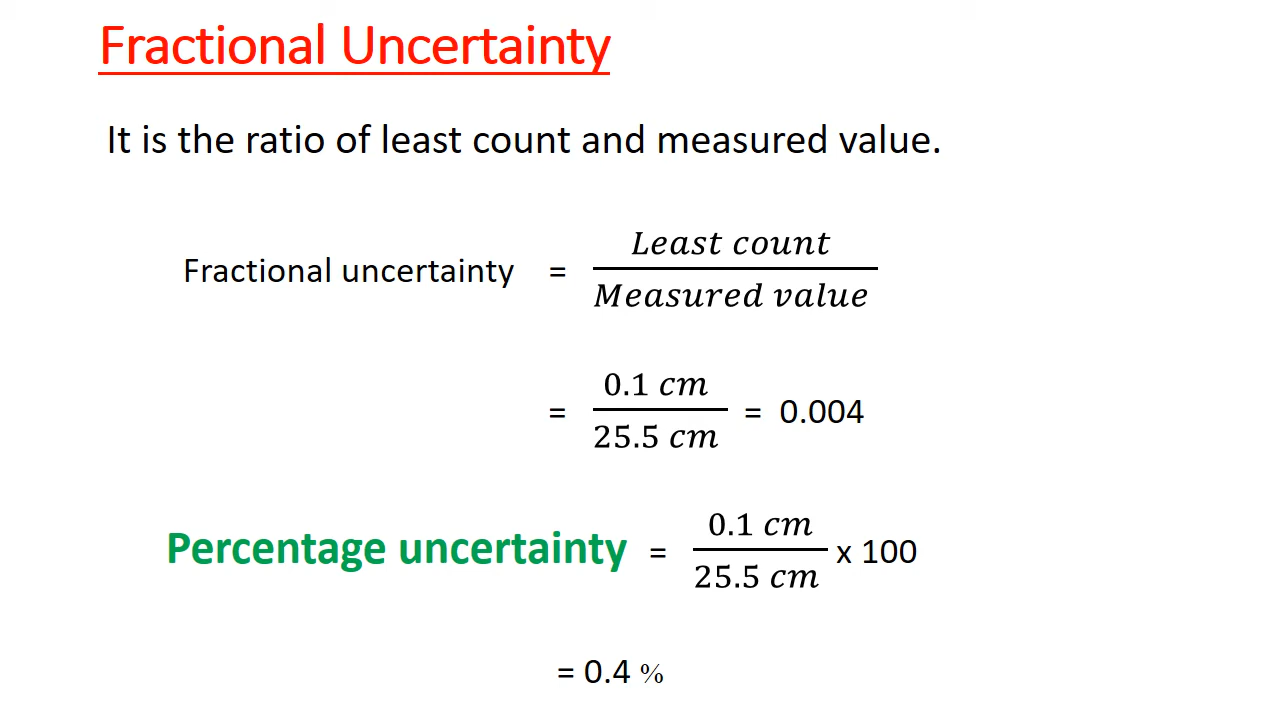 Fractional Uncertainty
It is the ratio of least count and measured value.
Fractional uncertainty = Least count / Measured value
= 0.1 cm / 25.5 cm = 0.004
Percentage uncertainty = 0.1 cm / 25.5 cm x 100
= 0.4 %